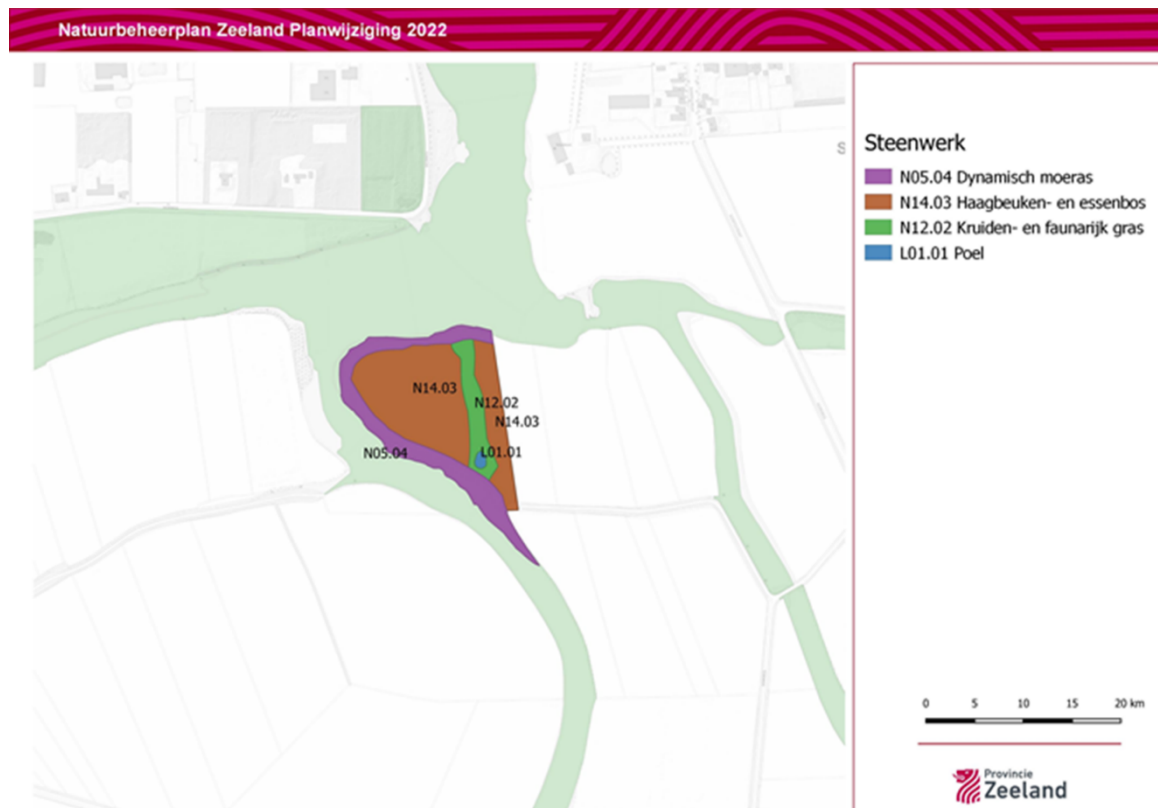 Natuurbeheerplan Zeeland Planwijziging 2022
S
Steenwerk
N05.04 Dynamisch moeras
N14.03 Haagbeuken- en essenbos
N12.02 Kruiden- en faunarijk gras
L01.01 Poel
N14.03
N12.02
N14.03
N05.04
L01.01
0 5 10 15 20 km
Provincie
Zeeland